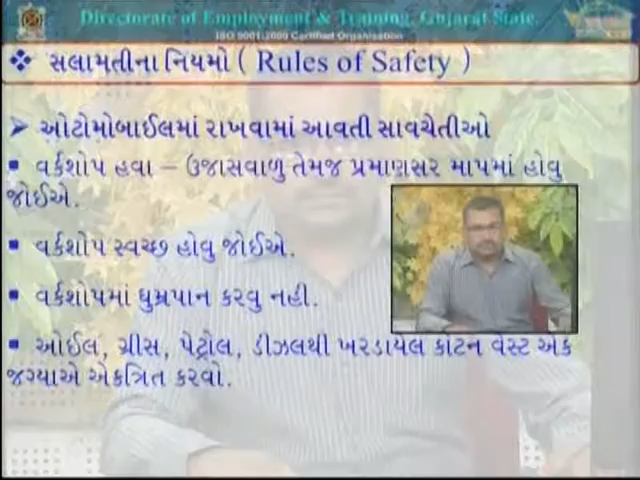 Directorate of Employment & Training, Gujarat State.
ISO 9001:2000 Certified Organisation
❖ સલામતીના નિયમો ( Rules of Safety )
➤ ઓટોમોબાઈલમાં રાખવામાં આવતી સાવચેતીઓ
▪ વર્કશોપ હવા – ઉજાસવાળુ તેમજ પ્રમાણસર માપમાં હોવુ
જોઈએ.
▪ વર્કશોપ સ્વચ્છ હોવુ જોઈએ.
▪ વર્કશોપમાં ધુમ્રપાન કરવુ નહી.
▪ ઓઈલ, ગ્રીસ, પેટ્રોલ, ડીઝલથી ખરડાયેલ કોટન વેસ્ટ એક
જગ્યાએ એકત્રિત કરવો.